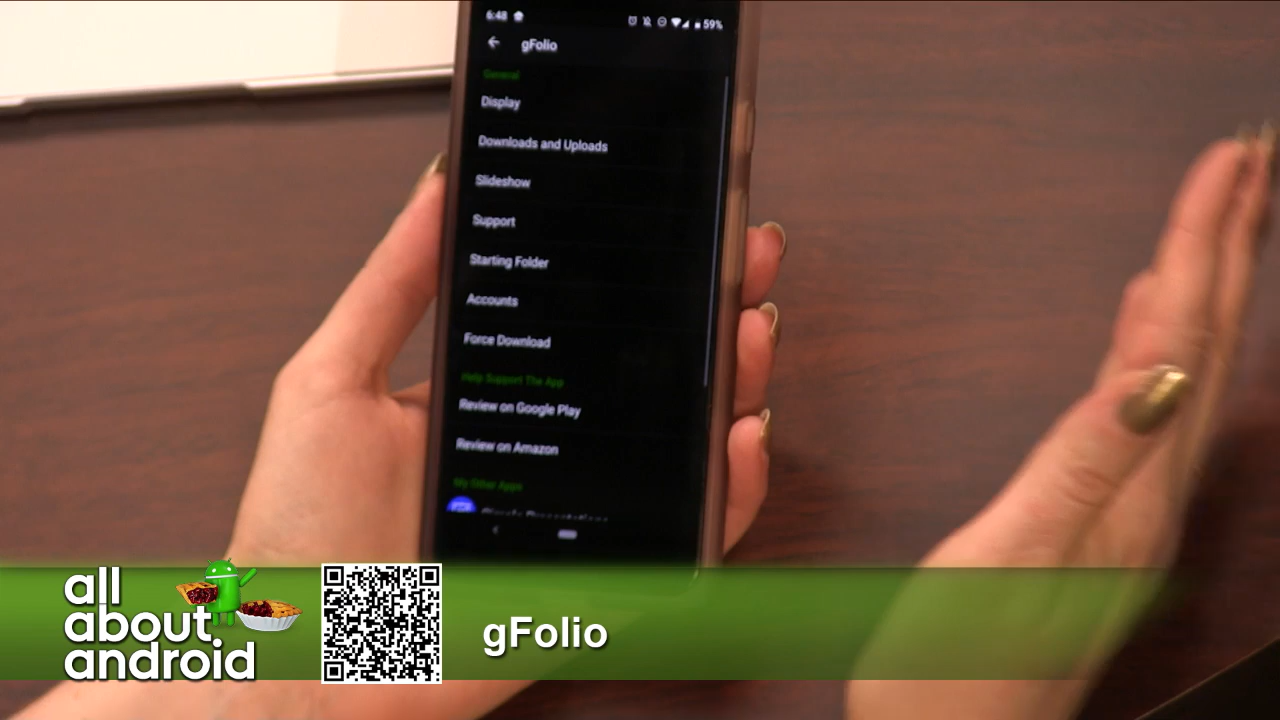 6:48
59%
gFolio
General
Display
Downloads and Uploads
Slideshow
Support
Starting Folder
Accounts
Force Download
Help Support The App
Review on Google Play
Review on Amazon
My Other Apps
all
about
android
gFolio